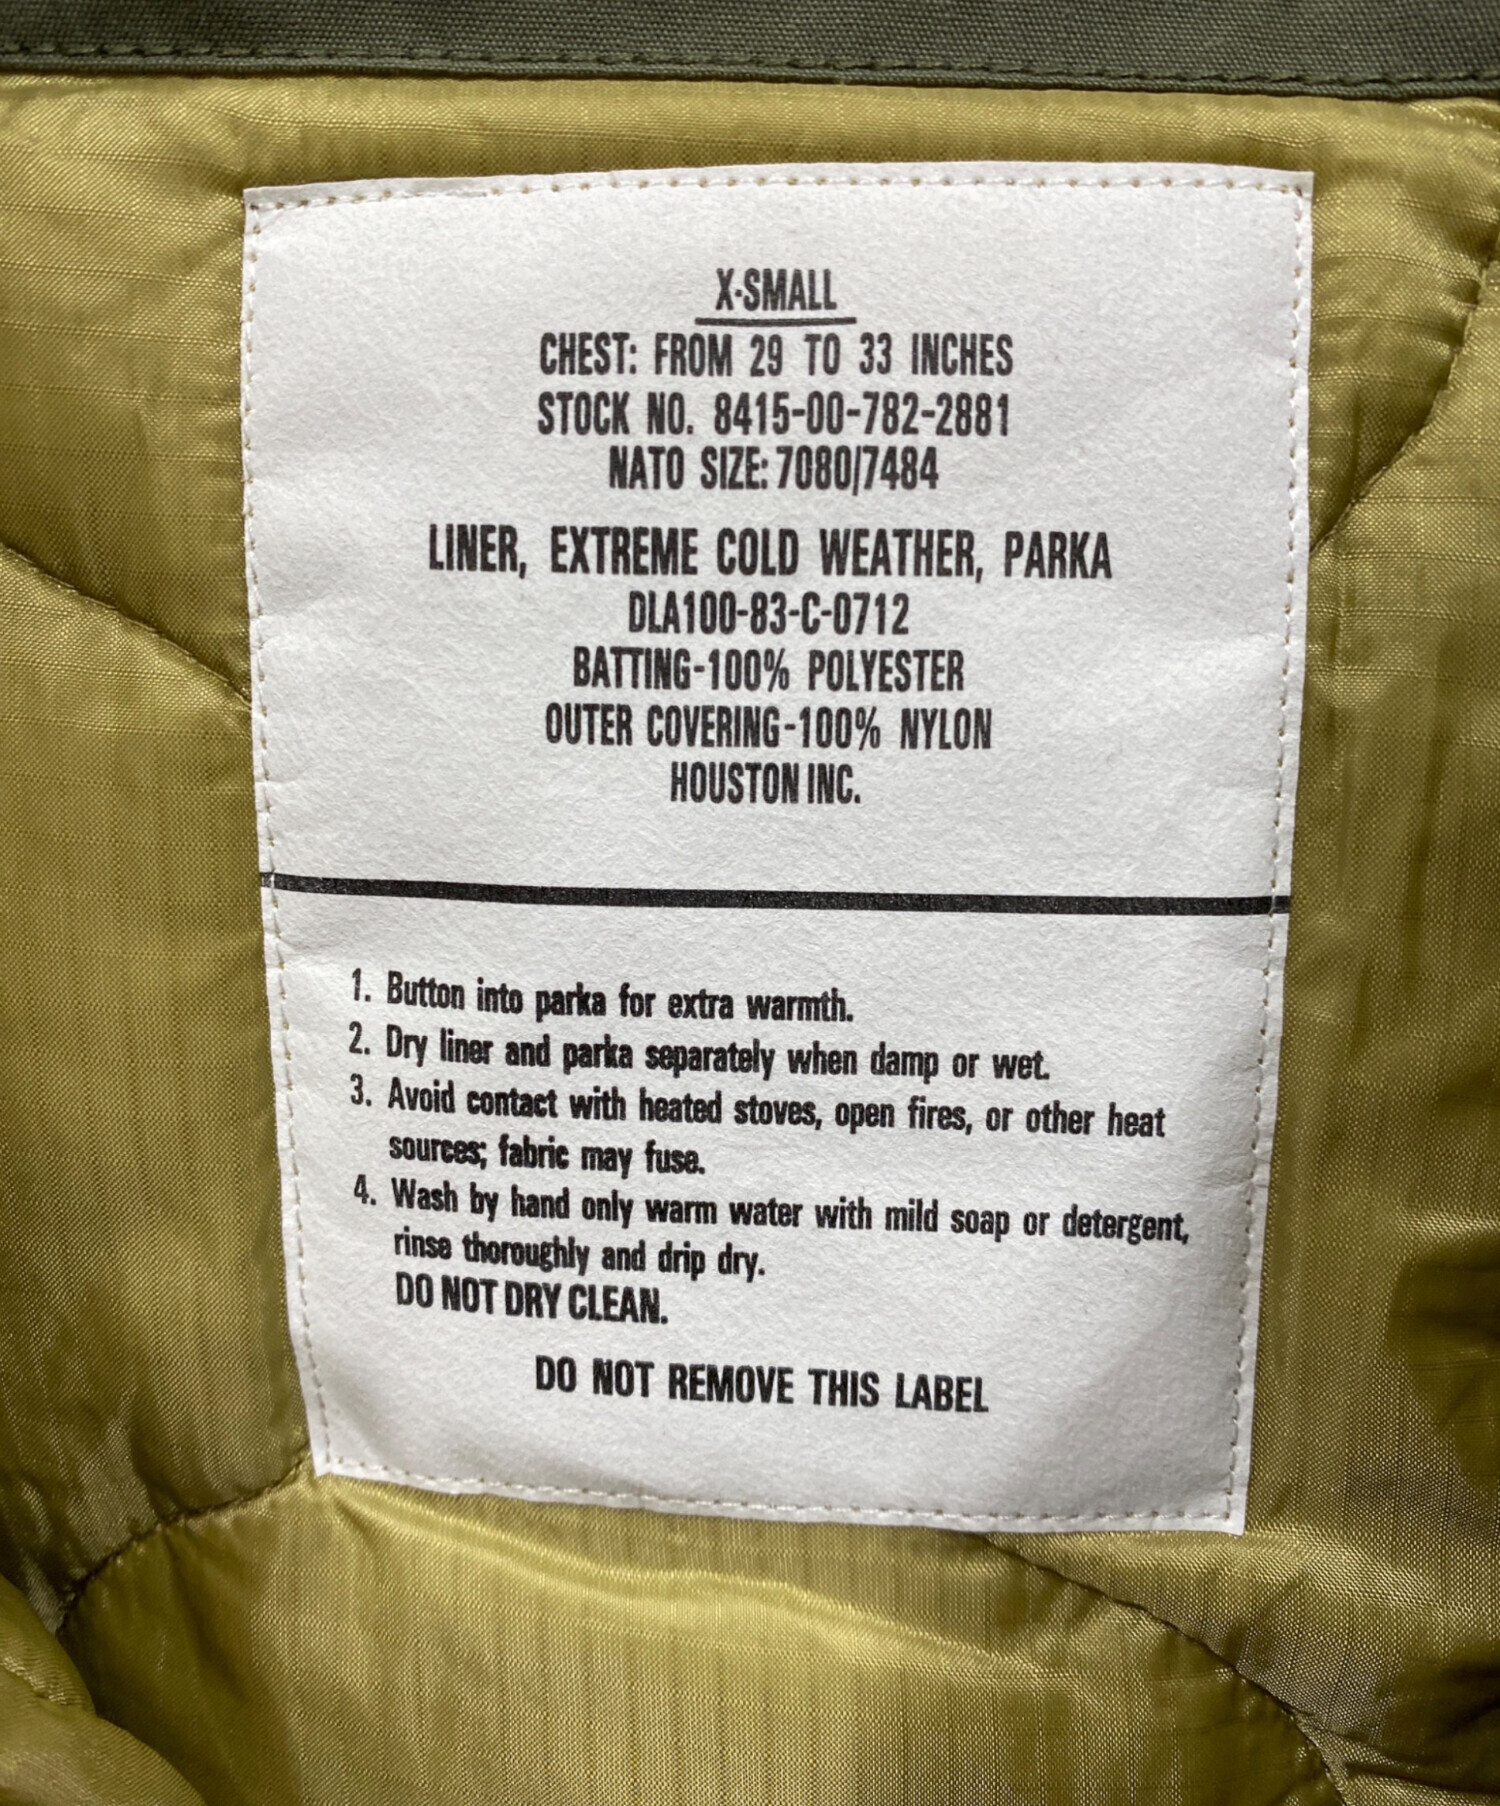 X-SMALL
CHEST: FROM 29 TO 33 INCHES
STOCK NO. 8415-00-782-2881
NATO SIZE: 7080/7484
LINER, EXTREME COLD WEATHER, PARKA
DLA100-83-C-0712
BATTING-100% POLYESTER
OUTER COVERING-100% NYLON
HOUSTON INC.
1. Button into parka for extra warmth.
2. Dry liner and parka separately when damp or wet.
3. Avoid contact with heated stoves, open fires, or other heat
sources; fabric may fuse.
4. Wash by hand only warm water with mild soap or detergent,
rinse thoroughly and drip dry.
DO NOT DRY CLEAN.
DO NOT REMOVE THIS LABEL